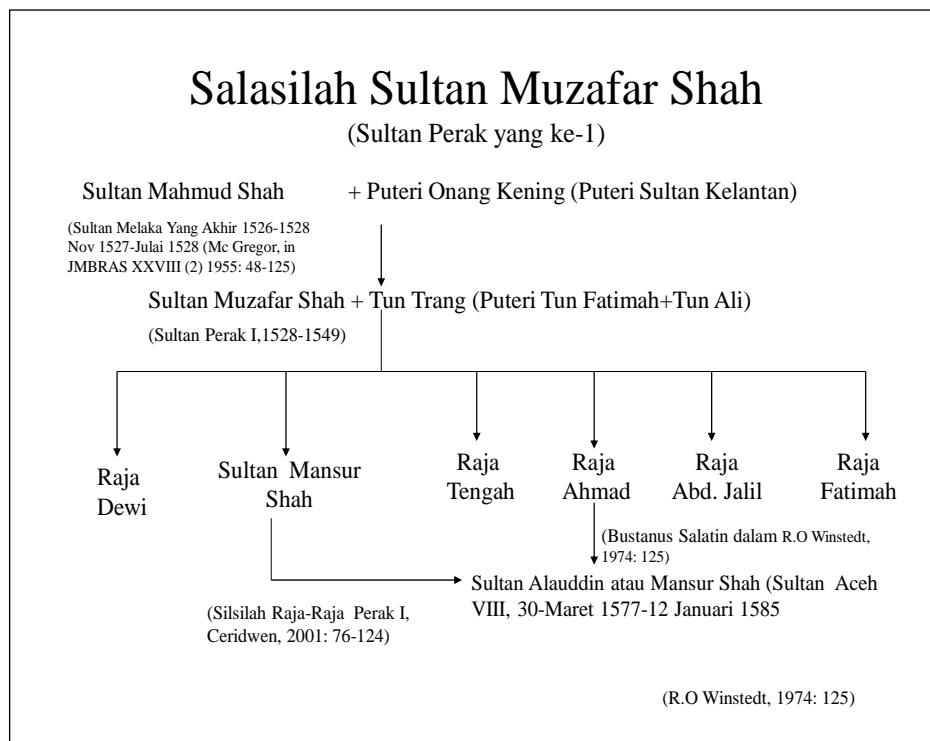 Salasilah Sultan Muzafar Shah
(Sultan Perak yang ke-1)
Sultan Mahmud Shah + Puteri Onang Kening (Puteri Sultan Kelantan)
(Sultan Melaka Yang Akhir 1526-1528
Nov 1527-Julai 1528 (Mc Gregor, in
JMBRAS XXVIII (2) 1955: 48-125)
Sultan Muzafar Shah + Tun Trang (Puteri Tun Fatimah+Tun Ali)
(Sultan Perak I,1528-1549)
Raja
Dewi
Sultan Mansur
Shah
Raja
Tengah
Raja
Ahmad
Raja
Abd. Jalil
Raja
Fatimah
(Bustanus Salatin dalam R.O Winstedt,
1974: 125)
Sultan Alauddin atau Mansur Shah (Sultan Aceh
VIII, 30-Maret 1577-12 Januari 1585
(Silsilah Raja-Raja Perak I,
Ceridwen, 2001: 76-124)
(R.O Winstedt, 1974: 125)